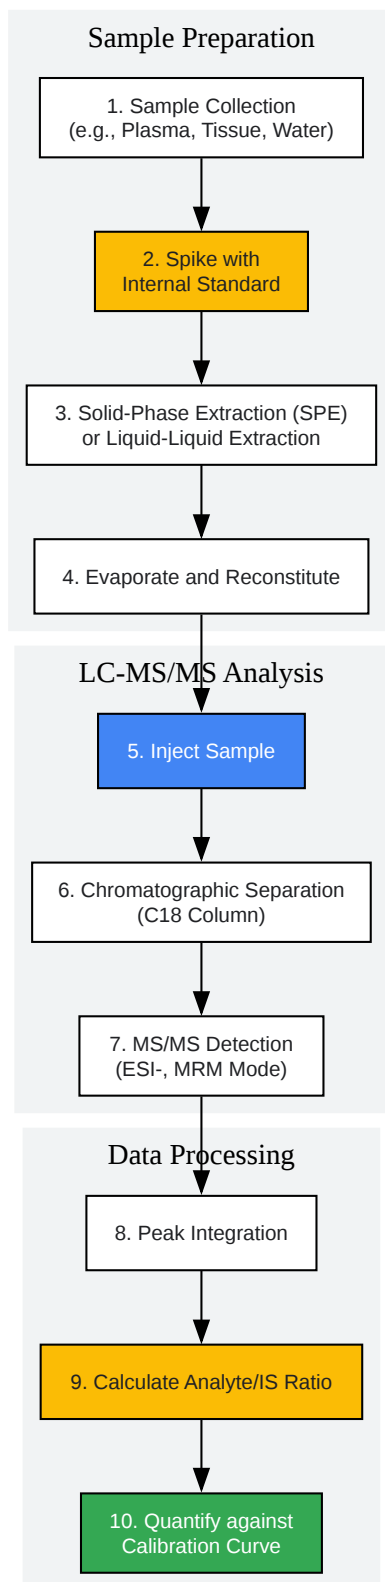 Sample Preparation
1. Sample Collection
(e.g., Plasma, Tissue, Water)
2. Spike with
Internal Standard
3. Solid-Phase Extraction (SPE)
or Liquid-Liquid Extraction
4. Evaporate and Reconstitute
LC-MS/MS Analysis
5. Inject Sample
6. Chromatographic Separation
(C18 Column)
7. MS/MS Detection
(ESI-, MRM Mode)
Data Processing
8. Peak Integration
9. Calculate Analyte/IS Ratio
10. Quantify against
Calibration Curve